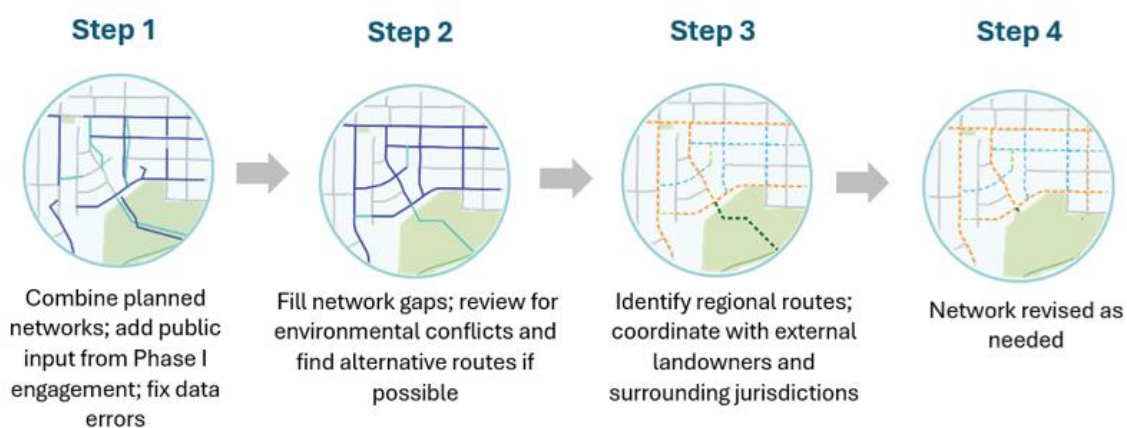 Step 1
Combine planned
networks; add public
input from Phase I
engagement; fix data
errors
Step 2
Fill network gaps; review for
environmental conflicts and
find alternative routes if
possible
Step 3
Identify regional routes;
coordinate with external
landowners and
surrounding jurisdictions
Step 4
Network revised as
needed